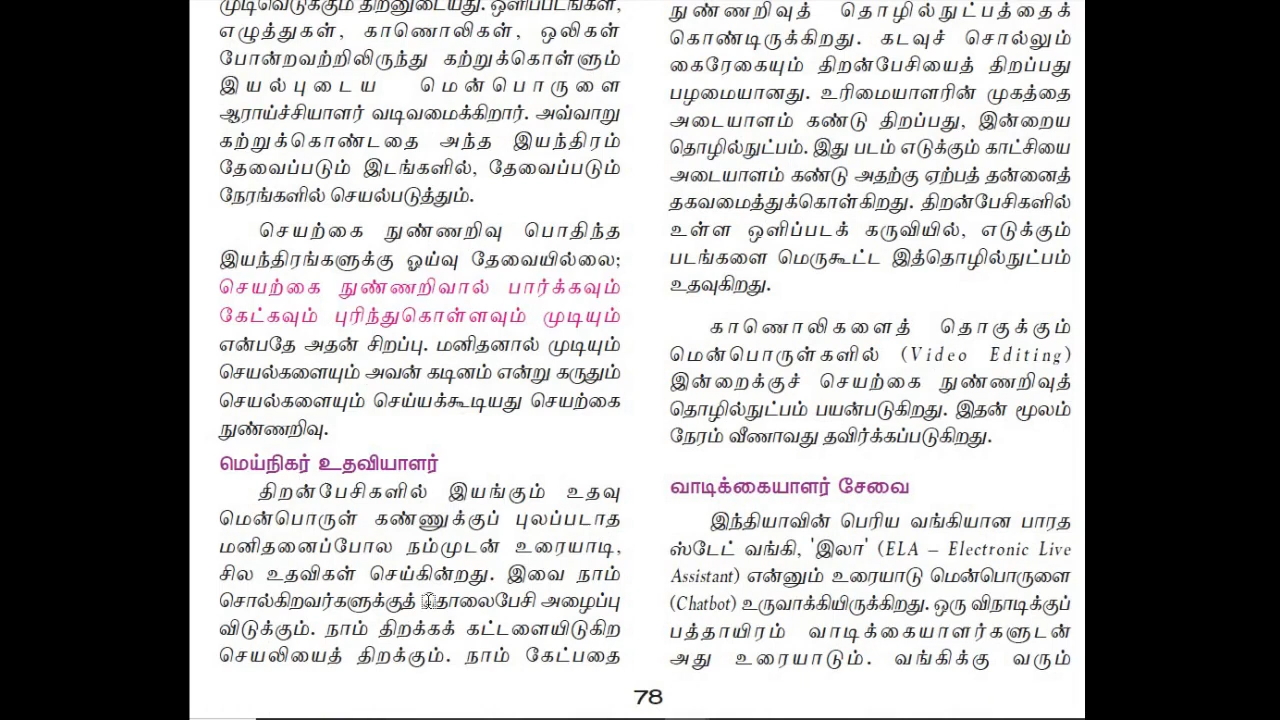 முடிவெடுக்கும் திறனுடையது. ஒளிப்படங்கள்,
எழுத்துகள், காணொலிகள், ஒலிகள்
போன்றவற்றிலிருந்து கற்றுக்கொள்ளும்
இயல்புடைய மென்பொருளை
ஆராய்ச்சியாளர் வடிவமைக்கிறார். அவ்வாறு
கற்றுக்கொண்டதை அந்த இயந்திரம்
தேவைப்படும் இடங்களில், தேவைப்படும்
நேரங்களில் செயல்படுத்தும்.
செயற்கை நுண்ணறிவு பொதிந்த
இயந்திரங்களுக்கு ஓய்வு தேவையில்லை;
செயற்கை நுண்ணறிவால் பார்க்கவும்
கேட்கவும் புரிந்துகொள்ளவும் முடியும்
என்பதே அதன் சிறப்பு. மனிதனால் முடியும்
செயல்களையும் அவன் கடினம் என்று கருதும்
செயல்களையும் செய்யக்கூடியது செயற்கை
நுண்ணறிவு.
மெய்நிகர் உதவியாளர்
திறன்பேசிகளில் இயங்கும் உதவு
மென்பொருள் கண்ணுக்குப் புலப்படாத
மனிதனைப்போல நம்முடன் உரையாடி,
சில உதவிகள் செய்கின்றது. இவை நாம்
சொல்கிறவர்களுக்குத் தொலைபேசி அழைப்பு
விடுக்கும். நாம் திறக்கக் கட்டளையிடுகிற
செயலியைத் திறக்கும். நாம் கேட்பதை
நுண்ணறிவுத் தொழில்நுட்பத்தைக்
கொண்டிருக்கிறது. கடவுச் சொல்லும்
கைரேகையும் திறன்பேசியைத் திறப்பது
பழமையானது. உரிமையாளரின் முகத்தை
அடையாளம் கண்டு திறப்பது, இன்றைய
தொழில்நுட்பம். இது படம் எடுக்கும் காட்சியை
அடையாளம் கண்டு அதற்கு ஏற்பத் தன்னைத்
தகவமைத்துக்கொள்கிறது. திறன்பேசிகளில்
உள்ள ஒளிப்படக் கருவியில், எடுக்கும்
படங்களை மெருகூட்ட இத்தொழில்நுட்பம்
உதவுகிறது.
காணொலிகளைத் தொகுக்கும்
மென்பொருள்களில் (Video Editing)
இன்றைக்குச் செயற்கை நுண்ணறிவுத்
தொழில்நுட்பம் பயன்படுகிறது. இதன் மூலம்
நேரம் வீணாவது தவிர்க்கப்படுகிறது.
வாடிக்கையாளர் சேவை
இந்தியாவின் பெரிய வங்கியான பாரத
ஸ்டேட் வங்கி, 'இலா' (ELA – Electronic Live
Assistant) என்னும் உரையாடு மென்பொருளை
(Chatbot) உருவாக்கியிருக்கிறது. ஒரு விநாடிக்குப்
பத்தாயிரம் வாடிக்கையாளர்களுடன்
அது உரையாடும். வங்கிக்கு வரும்
78